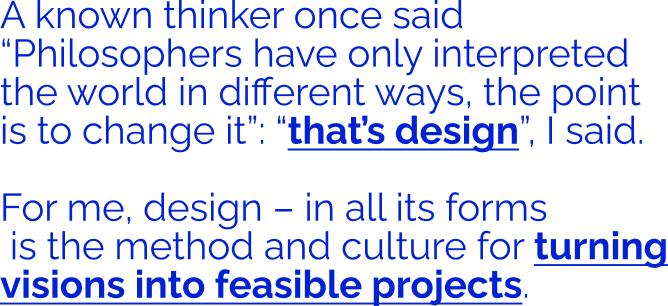 A known thinker once said
“Philosophers have only interpreted
the world in different ways, the point
is to change it”: “that’s design”, I said.
For me, design – in all its forms
is the method and culture for turning
visions into feasible projects.